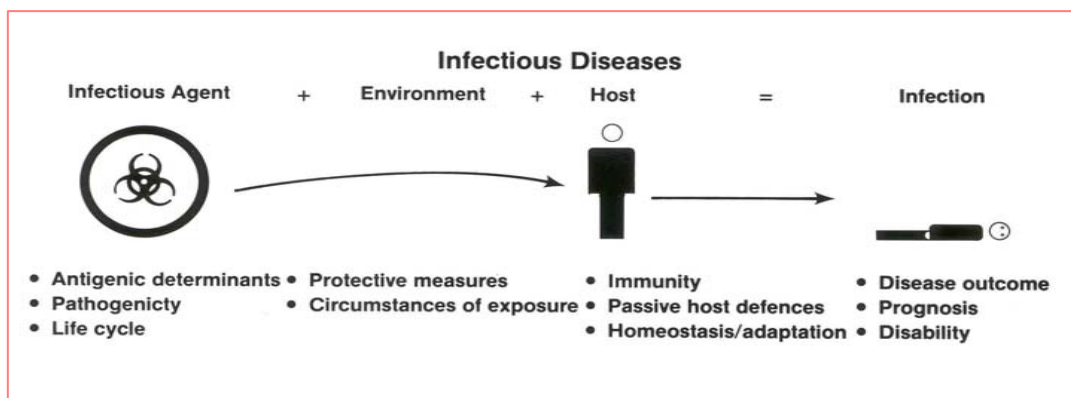 Infectious Diseases
Infectious Agent + Environment + Host = Infection
• Antigenic determinants
• Pathogenicty
• Life cycle
• Protective measures
• Circumstances of exposure
• Immunity
• Passive host defences
• Homeostasis/adaptation
• Disease outcome
• Prognosis
• Disability